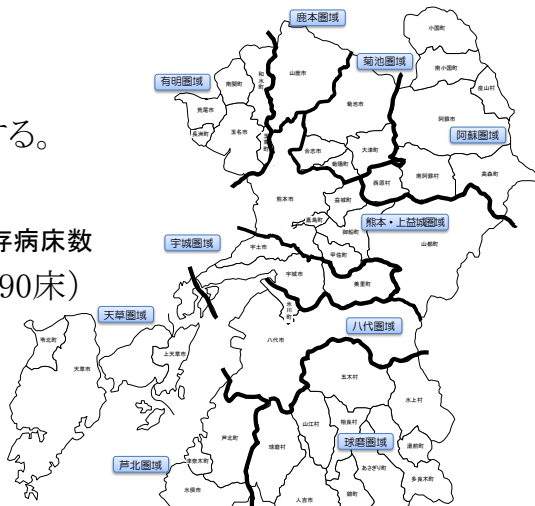 鹿本圏域
小国町
菊池圏域
南小国町
有明圏域
和水町
山鹿市
南関町
産山村
荒尾市
菊池市
阿蘇市
長洲町
玉名市
玉東町
合志市
大津町
阿蘇圏域
する。
菊陽町
西原村
南阿蘇村
高森町
熊本市
益城町
嘉島町
熊本・上益城圏域
存病床数
宇城圏域
宇土市
御船町
山都町
甲佐町
90床）
宇城市
美里町
氷川町
天草圏域
八代圏域
苓北町
八代市
上天草市
天草市
五木村
水上村
芦北町
山江村
相良村
湯前町
球磨村
球磨圏域
芦北圏域
津奈木町
あさぎり町
多良木町
水俣市
錦町
人吉市